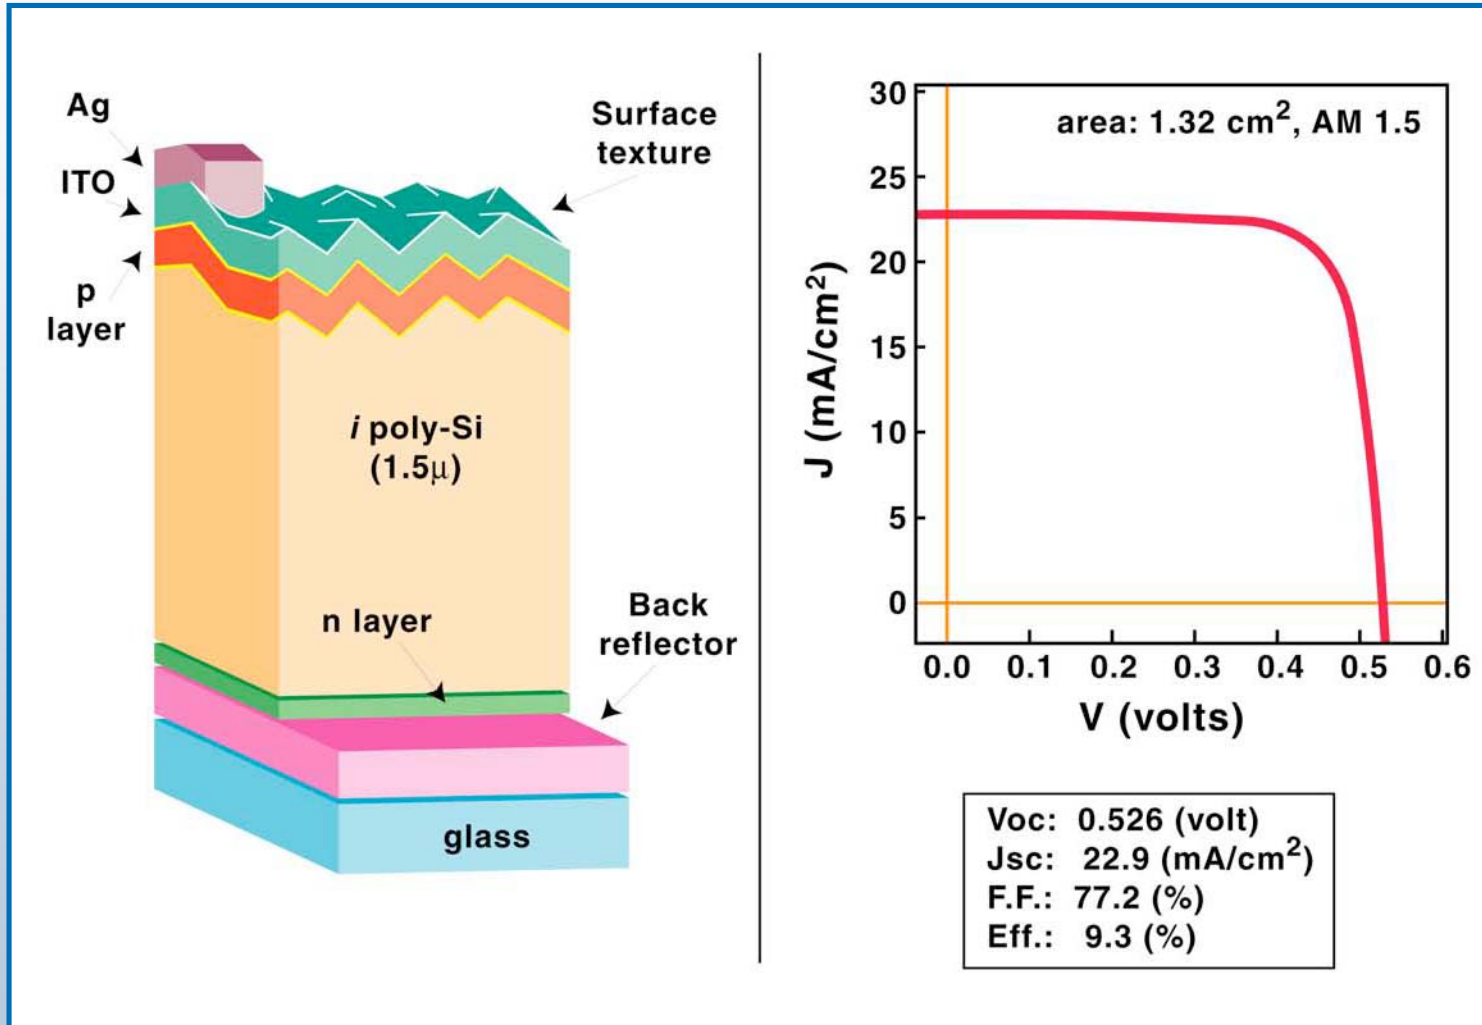 Ag
ITO
p
layer
Surface
texture
i poly-Si
(1.5μ)
n layer
Back
reflector
glass
area: 1.32 cm², AM 1.5
30
25
20
15
10
5
0
J (mA/cm²)
0.0 0.1 0.2 0.3 0.4 0.5 0.6
V (volts)
Voc: 0.526 (volt)
Jsc: 22.9 (mA/cm²)
F.F.: 77.2 (%)
Eff.: 9.3 (%)